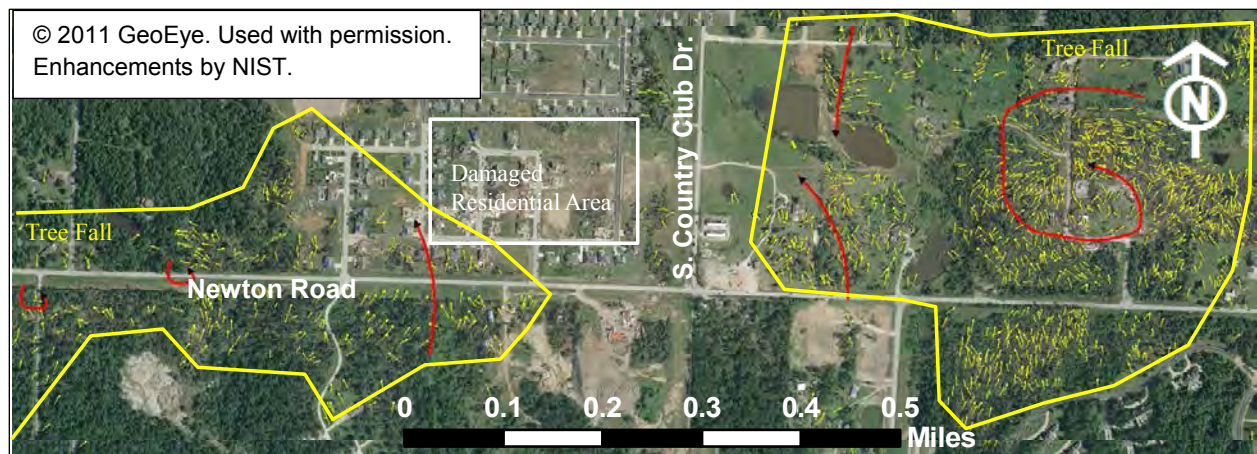 © 2011 GeoEye. Used with permission.
Enhancements by NIST.
Tree Fall
N
S. Country Club Dr.
Damaged
Residential Area
Tree Fall
Newton Road
0 0.1 0.2 0.3 0.4 0.5
Miles